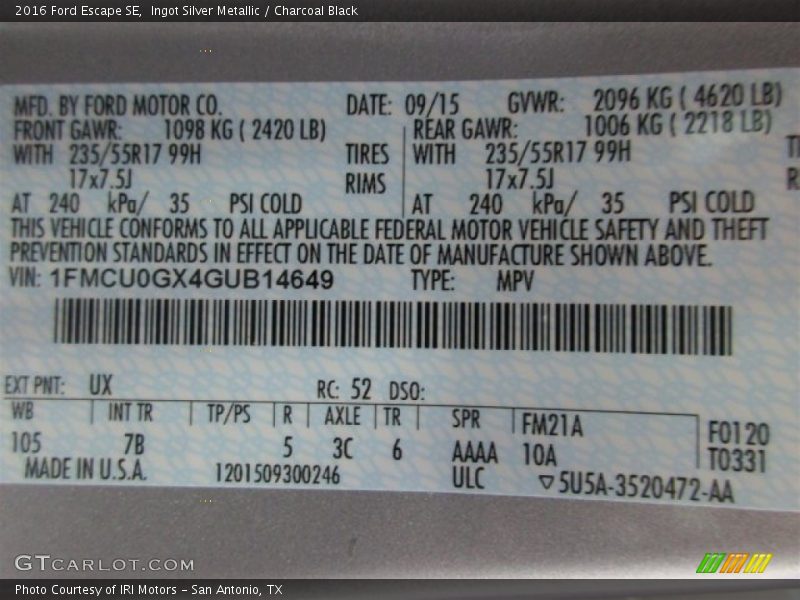 2016 Ford Escape SE,  Ingot Silver Metallic / Charcoal Black
MFD. BY FORD MOTOR CO. DATE: 09/15 GVWR: 2096 KG ( 4620 LB)
FRONT GAWR: 1098 KG ( 2420 LB) REAR GAWR: 1006 KG ( 2218 LB)
WITH 235/55R17 99H TIRES WITH 235/55R17 99H
17x7.5J RIMS 17x7.5J
AT 240 kPa/ 35 PSI COLD AT 240 kPa/ 35 PSI COLD
THIS VEHICLE CONFORMS TO ALL APPLICABLE FEDERAL MOTOR VEHICLE SAFETY AND THEFT
PREVENTION STANDARDS IN EFFECT ON THE DATE OF MANUFACTURE SHOWN ABOVE.
VIN: 1FMCU0GX4GUB14649 TYPE: MPV
EXT PNT: UX RC: 52 DSO:
WB INT TR TP/PS R AXLE TR SPR FM21A F0120
105 7B 5 3C 6 AAAA 10A T0331
MADE IN U.S.A. 1201509300246 ULC ▽5U5A-3520472-AA
GTCARLOT.COM
Photo Courtesy of IRI Motors – San Antonio, TX